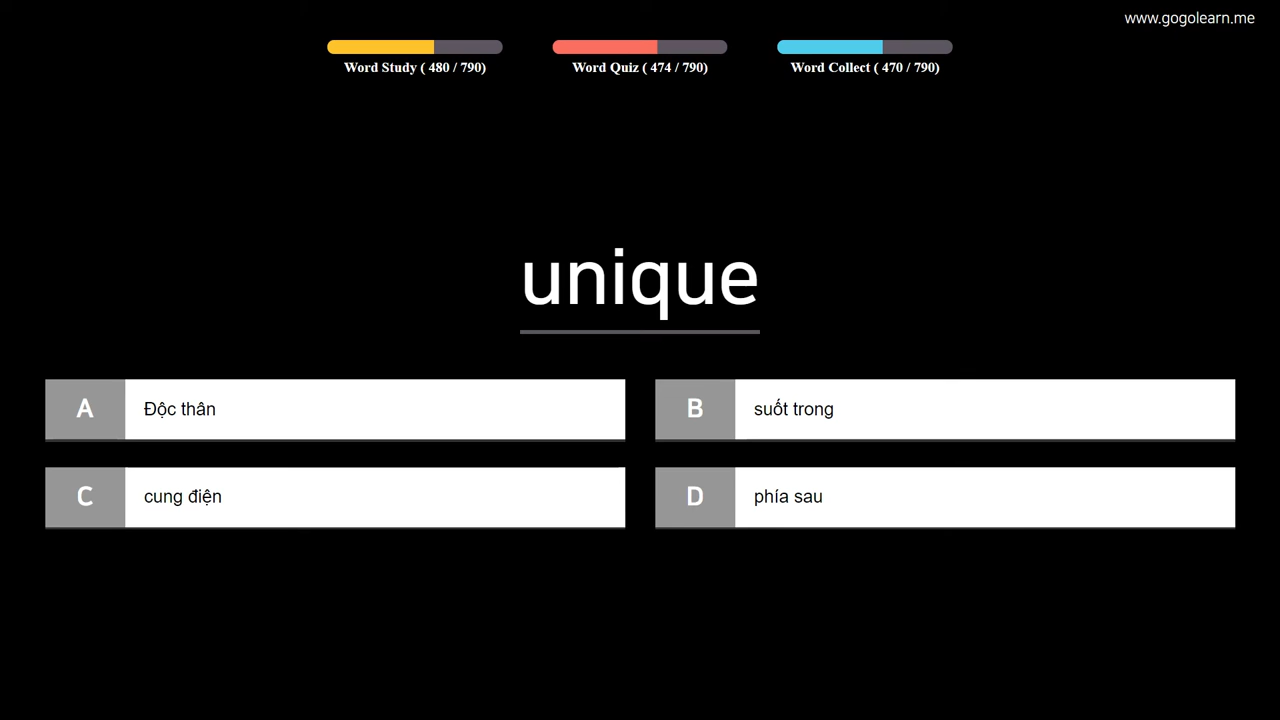 www.gogolearn.me
Word Study ( 480 / 790) Word Quiz ( 474 / 790) Word Collect ( 470 / 790)
unique
A Độc thân
B suốt trong
C cung điện
D phía sau